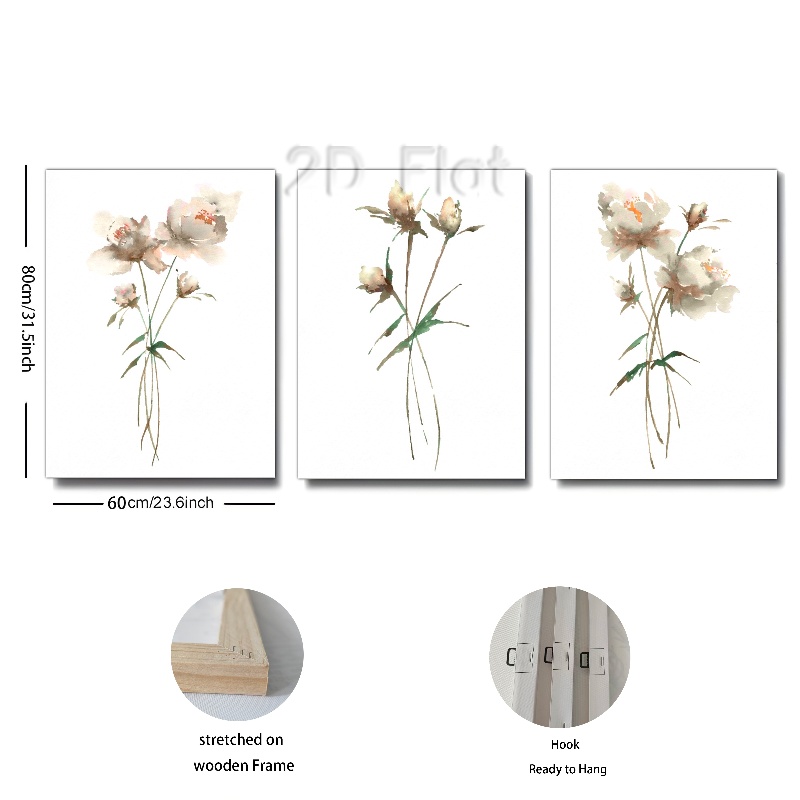 2D Flat
80cm/31.5inch
60cm/23.6inch
stretched on
wooden Frame
Hook
Ready to Hang